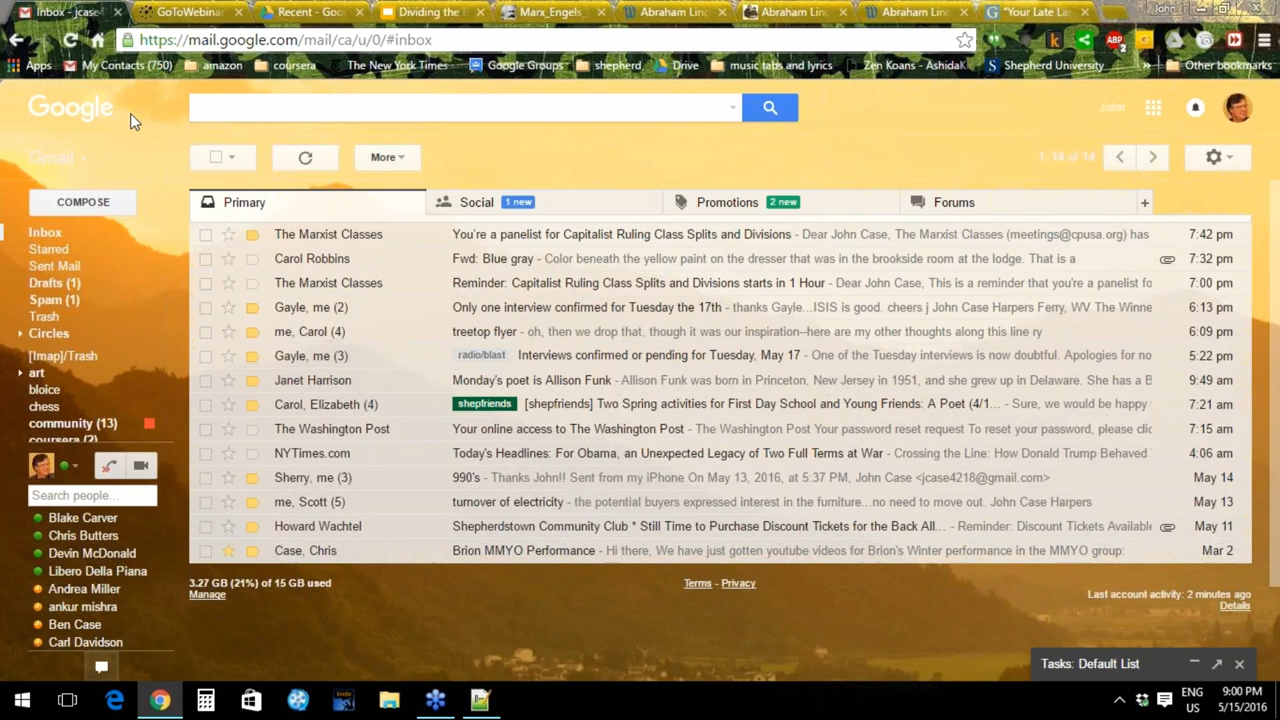 Inbox - jcase
GoToWebinar
Recent - Goo
Dividing the
Marx_Engels_
Abraham Linc
Abraham Linc
Abraham Linc
"Your Late La
John
https://mail.google.com/mail/ca/u/0/#inbox
ABP
2
Apps
My Contacts (750)
amazon
coursera
The New York Times
Google Groups
shepherd
Drive
music tabs and lyrics
Zen Koans - AshidaK
Shepherd University
Other bookmarks
Google
John
Gmail
More
1–14 of 14
COMPOSE
Primary
Social 1 new
Promotions 2 new
Forums
+
Inbox
Starred
Sent Mail
Drafts (1)
Spam (1)
Trash
Circles
[Imap]/Trash
art
bloice
chess
community (13)
coursera (2)
The Marxist Classes You're a panelist for Capitalist Ruling Class Splits and Divisions - Dear John Case, The Marxist Classes (meetings@cpusa.org) has 7:42 pm
Carol Robbins Fwd: Blue gray - Color beneath the yellow paint on the dresser that was in the brookside room at the lodge. That is a 7:32 pm
The Marxist Classes Reminder: Capitalist Ruling Class Splits and Divisions starts in 1 Hour - Dear John Case, This is a reminder that you're a panelist fo 7:00 pm
Gayle, me (2) Only one interview confirmed for Tuesday the 17th - thanks Gayle...ISIS is good. cheers j John Case Harpers Ferry, WV The Winne 6:13 pm
me, Carol (4) treetop flyer - oh, then we drop that, though it was our inspiration--here are my other thoughts along this line ry 6:09 pm
Gayle, me (3) radio/blast Interviews confirmed or pending for Tuesday, May 17 - One of the Tuesday interviews is now doubtful. Apologies for no 5:22 pm
Janet Harrison Monday's poet is Allison Funk - Allison Funk was born in Princeton, New Jersey in 1951, and she grew up in Delaware. She has a B 9:49 am
Carol, Elizabeth (4) shepfriends [shepfriends] Two Spring activities for First Day School and Young Friends: A Poet (4/1... - Sure, we would be happy 7:21 am
The Washington Post Your online access to The Washington Post - The Washington Post Your password reset request To reset your password, please clic 7:15 am
NYTimes.com Today's Headlines: For Obama, an Unexpected Legacy of Two Full Terms at War - Crossing the Line: How Donald Trump Behaved 4:06 am
Sherry, me (3) 990's - Thanks John!! Sent from my iPhone On May 13, 2016, at 5:37 PM, John Case <jcase4218@gmail.com> May 14
me, Scott (5) turnover of electricity - the potential buyers expressed interest in the furniture...no need to move out. John Case Harpers May 13
Howard Wachtel Shepherdstown Community Club * Still Time to Purchase Discount Tickets for the Back All... - Reminder: Discount Tickets Available May 11
Case, Chris Brion MMYO Performance - Hi there, We have just gotten youtube videos for Brion's Winter performance in the MMYO group: Mar 2
Search people...
Blake Carver
Chris Butters
Devin McDonald
Libero Della Piana
Andrea Miller
ankur mishra
Ben Case
Carl Davidson
3.27 GB (21%) of 15 GB used
Manage
Terms - Privacy
Last account activity: 2 minutes ago
Details
Tasks: Default List
kindle
ENG
US
9:00 PM
5/15/2016